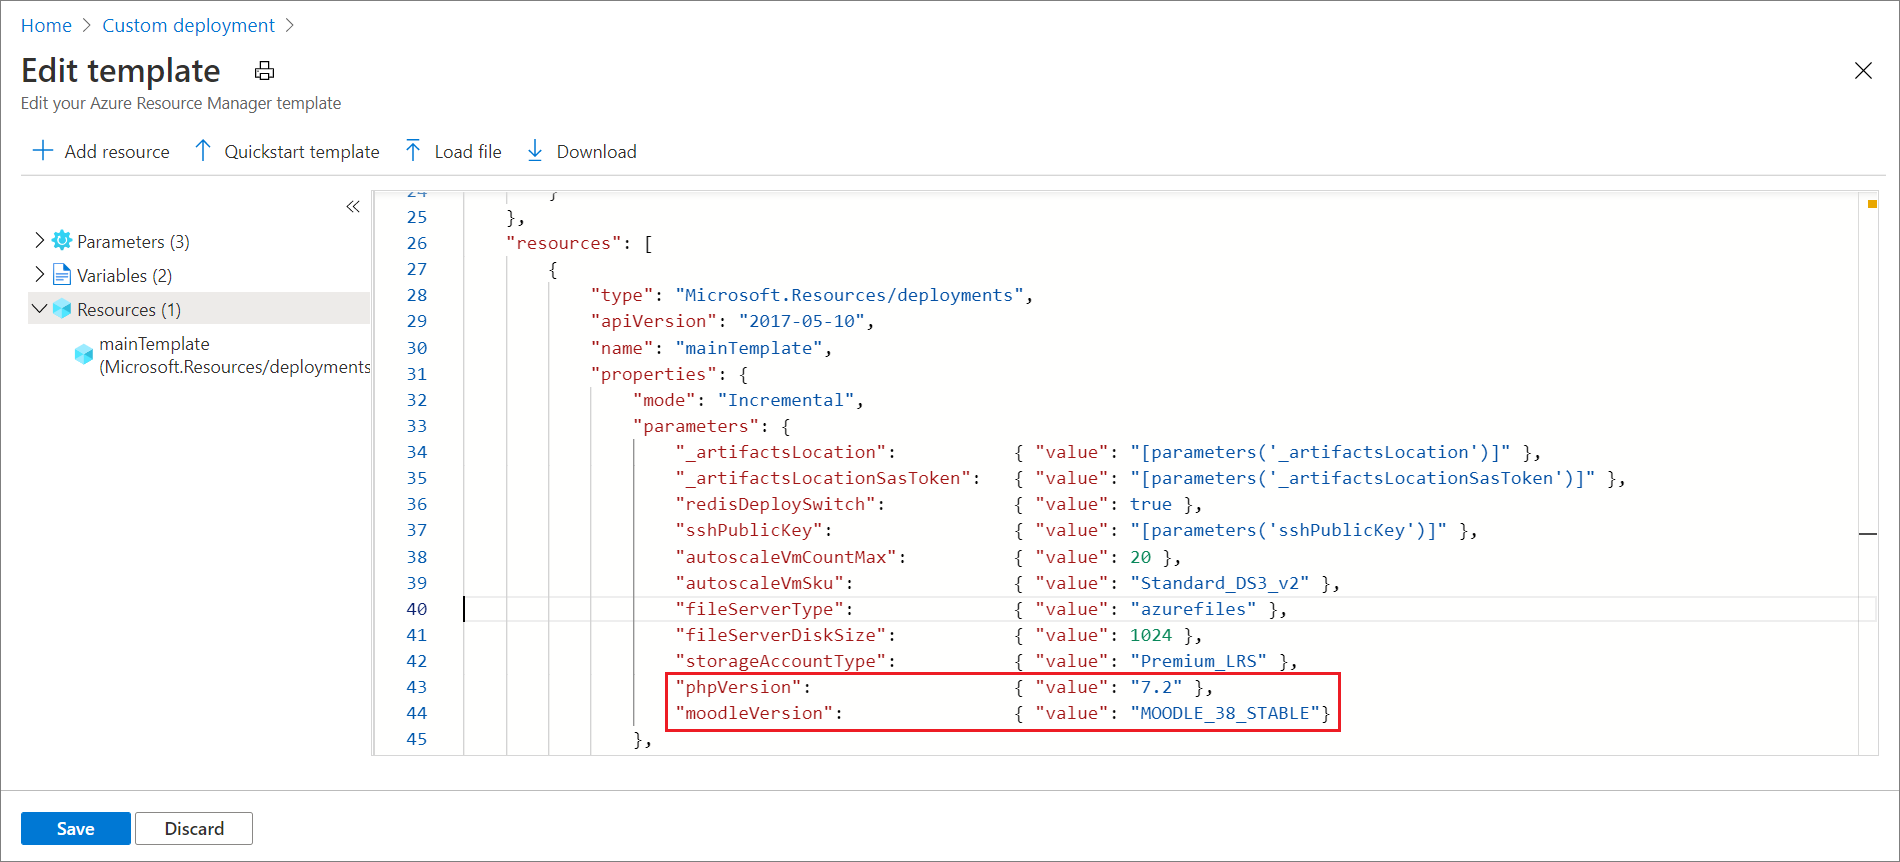 Home > Custom deployment >
Edit template
Edit your Azure Resource Manager template
Add resource Quickstart template Load file Download
Parameters (3)
Variables (2)
Resources (1)
mainTemplate
(Microsoft.Resources/deployments
24 }
25 },
26 "resources": [
27 {
28 "type": "Microsoft.Resources/deployments",
29 "apiVersion": "2017-05-10",
30 "name": "mainTemplate",
31 "properties": {
32 "mode": "Incremental",
33 "parameters": {
34 "_artifactsLocation": { "value": "[parameters('_artifactsLocation')]" },
35 "_artifactsLocationSasToken": { "value": "[parameters('_artifactsLocationSasToken')]" },
36 "redisDeploySwitch": { "value": true },
37 "sshPublicKey": { "value": "[parameters('sshPublicKey')]" },
38 "autoscaleVmCountMax": { "value": 20 },
39 "autoscaleVmSku": { "value": "Standard_DS3_v2" },
40 "fileServerType": { "value": "azurefiles" },
41 "fileServerDiskSize": { "value": 1024 },
42 "storageAccountType": { "value": "Premium_LRS" },
43 "phpVersion": { "value": "7.2" },
44 "moodleVersion": { "value": "MOODLE_38_STABLE"}
45 },
Save Discard